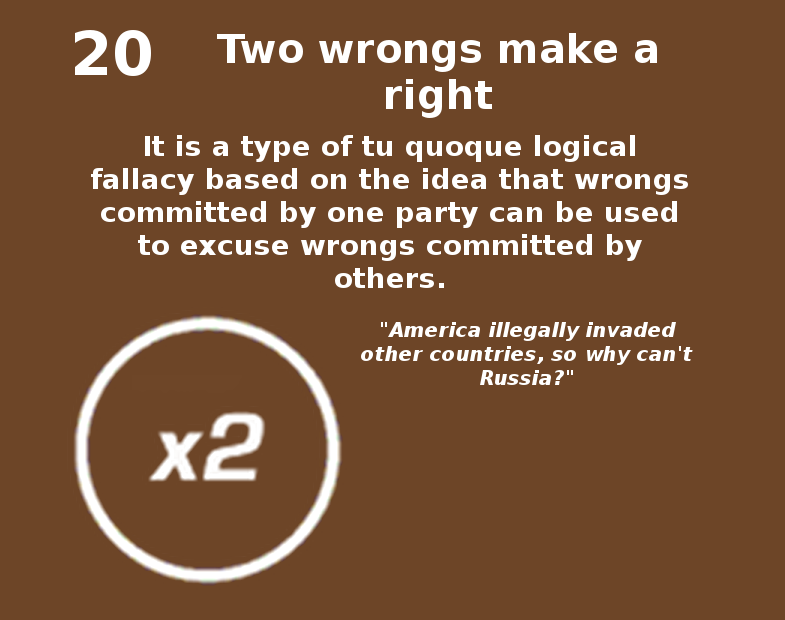 20
Two wrongs make a
right
It is a type of tu quoque logical
fallacy based on the idea that wrongs
committed by one party can be used
to excuse wrongs committed by
others.
"America illegally invaded
other countries, so why can't
Russia?"
x2